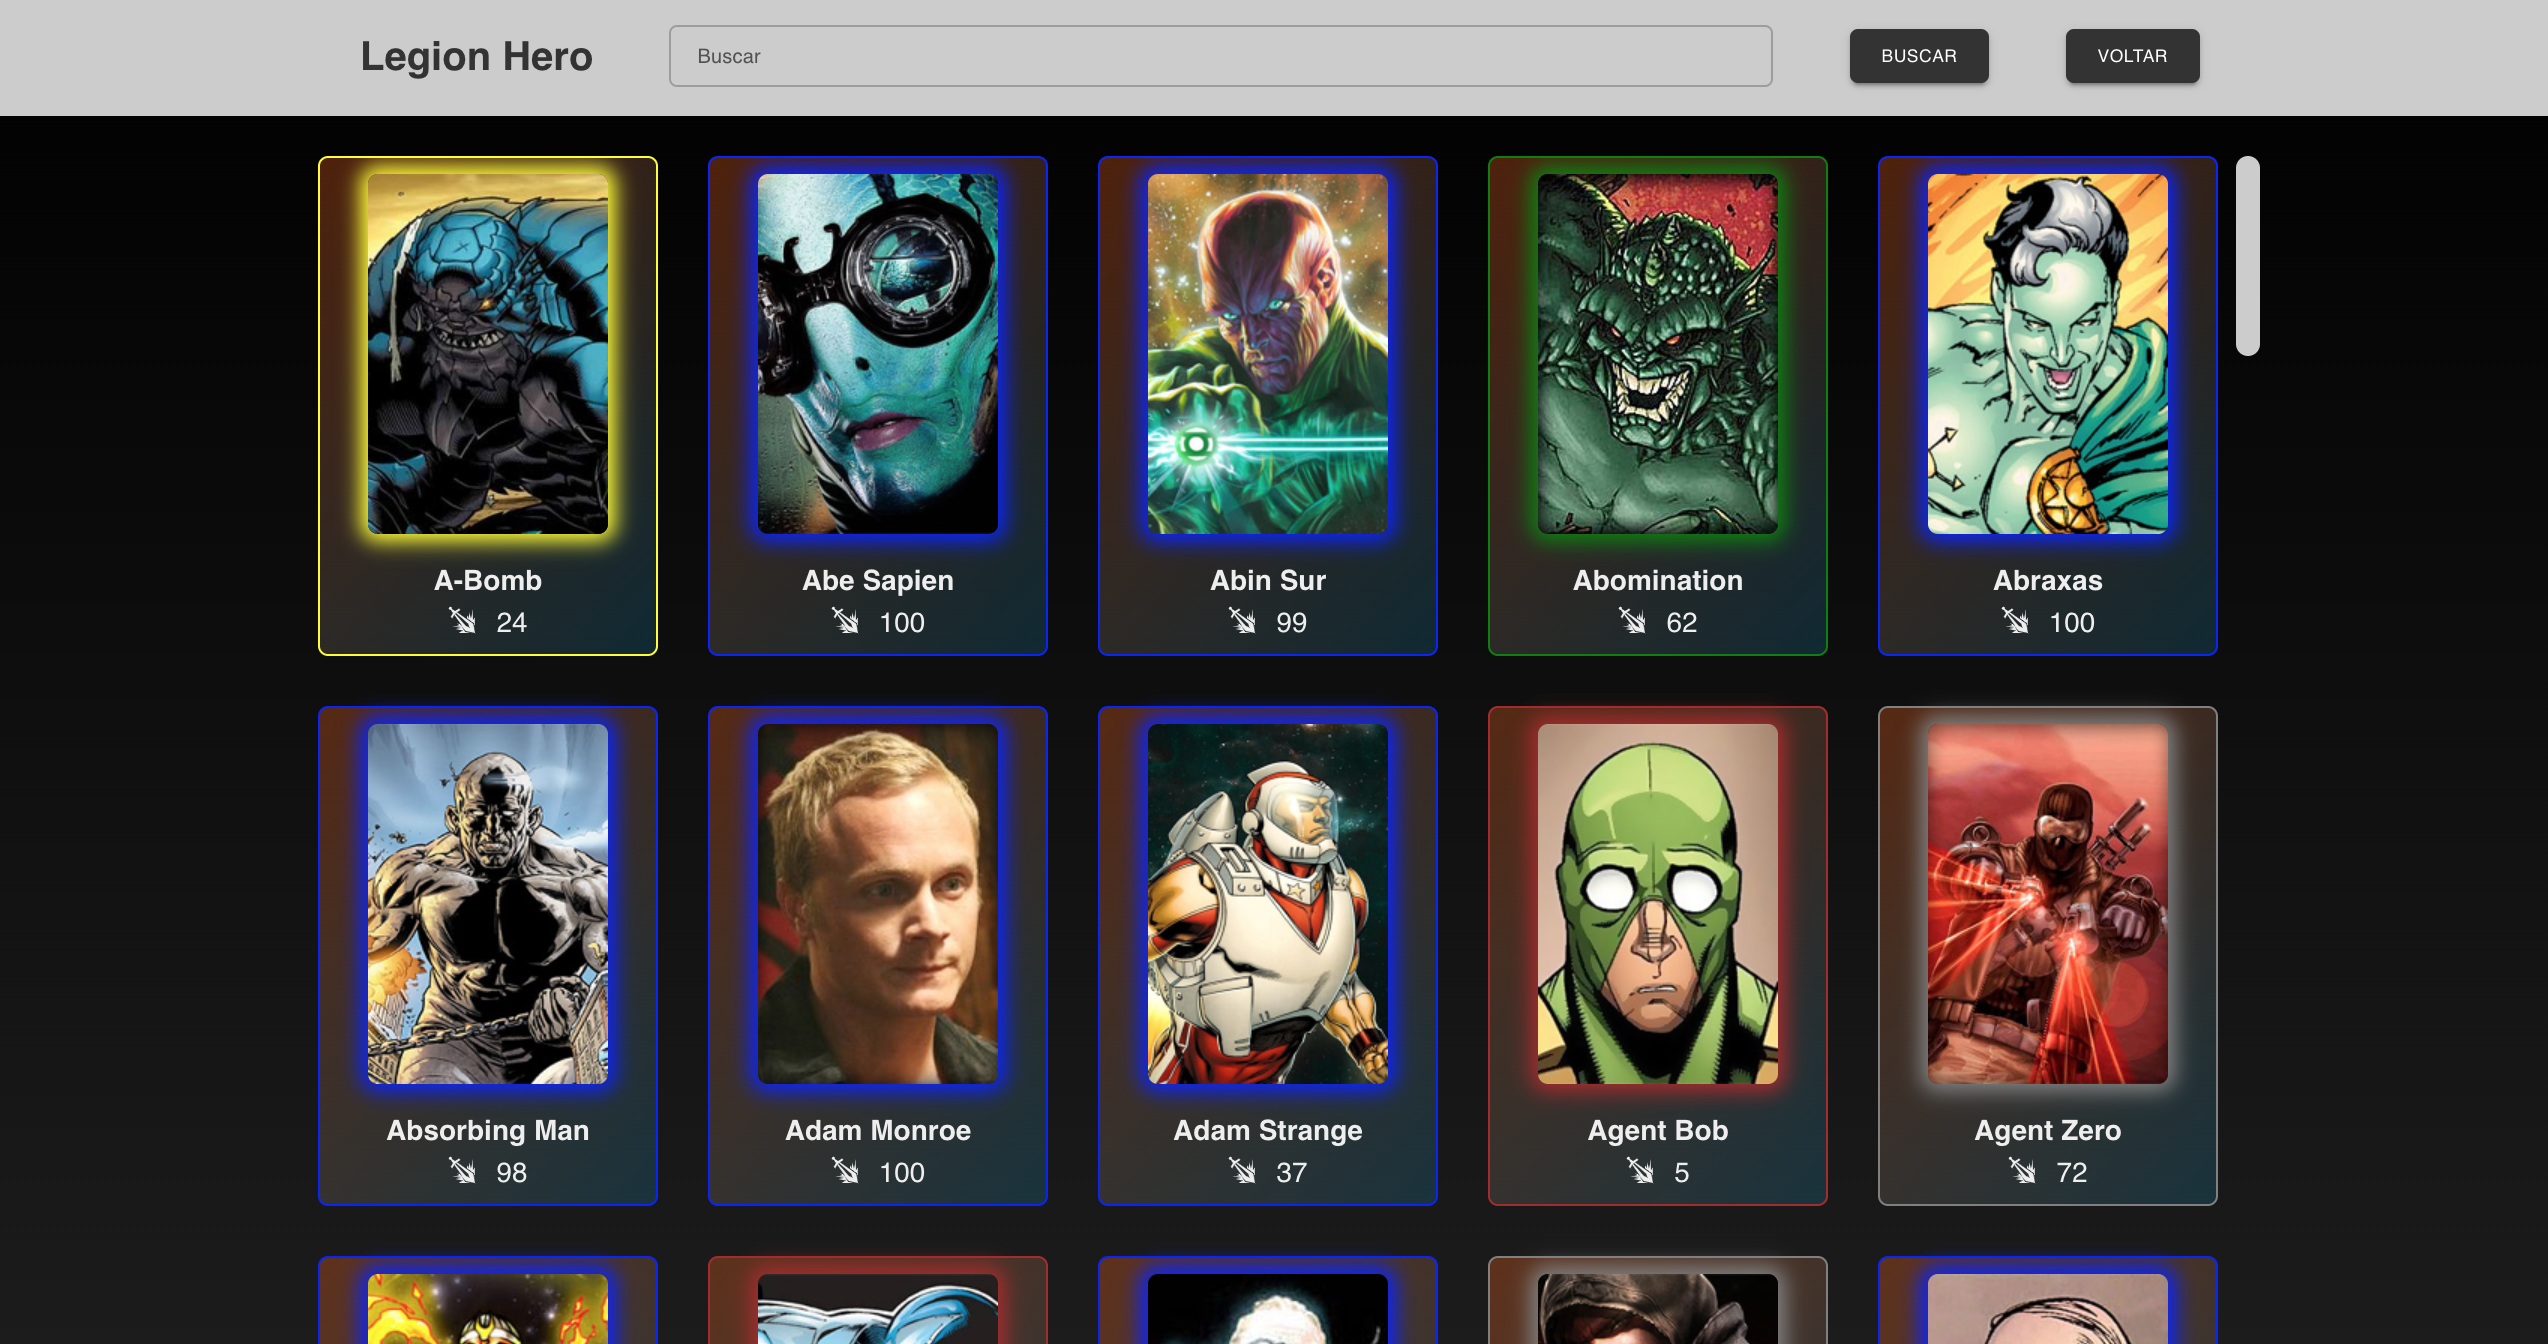 Legion Hero
Buscar
BUSCAR
VOLTAR
A-Bomb
24
Abe Sapien
100
Abin Sur
99
Abomination
62
Abraxas
100
Absorbing Man
98
Adam Monroe
100
Adam Strange
37
Agent Bob
5
Agent Zero
72